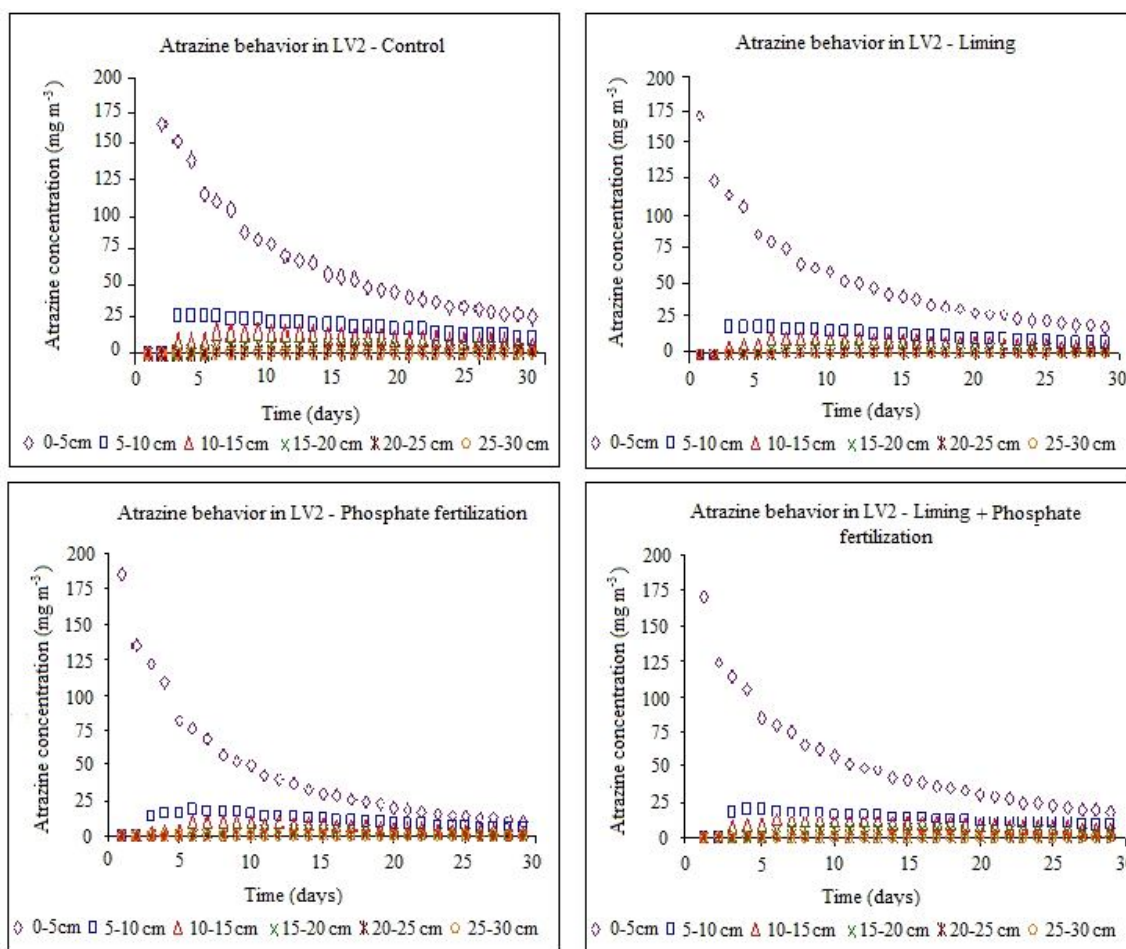 Atrazine behavior in LV2 - Control
Atrazine concentration (mg m⁻³)
200
175
150
125
100
75
50
25
0
0 5 10 15 20 25 30
Time (days)
0-5cm 5-10 cm 10-15cm 15-20 cm 20-25 cm 25-30 cm
Atrazine behavior in LV2 - Liming
Atrazine concentration (mg m⁻³)
200
175
150
125
100
75
50
25
0
0 5 10 15 20 25 30
Time (days)
0-5cm 5-10 cm 10-15cm 15-20 cm 20-25 cm 25-30 cm
Atrazine behavior in LV2 - Phosphate fertilization
Atrazine concentration (mg m⁻³)
200
175
150
125
100
75
50
25
0
0 5 10 15 20 25 30
Time (days)
0-5cm 5-10 cm 10-15cm 15-20 cm 20-25 cm 25-30 cm
Atrazine behavior in LV2 - Liming + Phosphate
fertilization
Atrazine concentration (mg m⁻³)
200
175
150
125
100
75
50
25
0
0 5 10 15 20 25 30
Time (days)
0-5cm 5-10 cm 10-15cm 15-20 cm 20-25 cm 25-30 cm